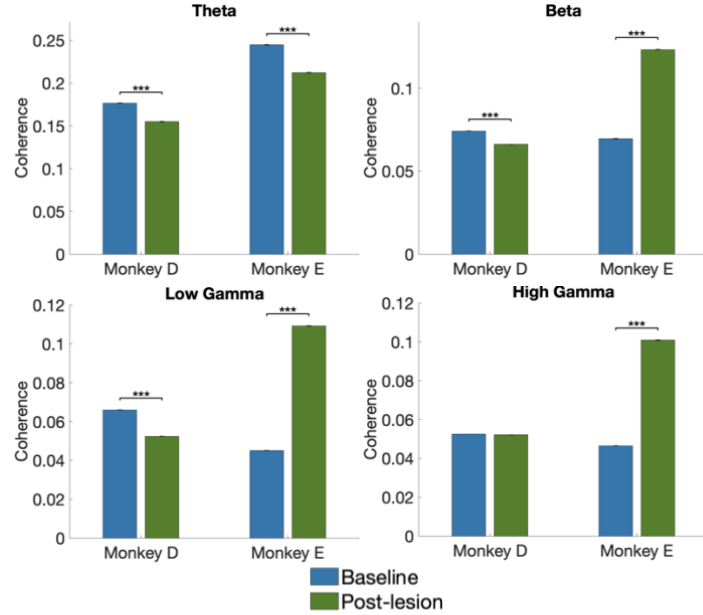 Theta
Coherence
0.25
0.2
0.15
0.1
0.05
0
***
***
Monkey D
Monkey E
Beta
Coherence
0.1
0.05
0
***
***
Monkey D
Monkey E
Low Gamma
Coherence
0.12
0.1
0.08
0.06
0.04
0.02
0
***
***
Monkey D
Monkey E
High Gamma
Coherence
0.12
0.1
0.08
0.06
0.04
0.02
0
***
Monkey D
Monkey E
Baseline
Post-lesion